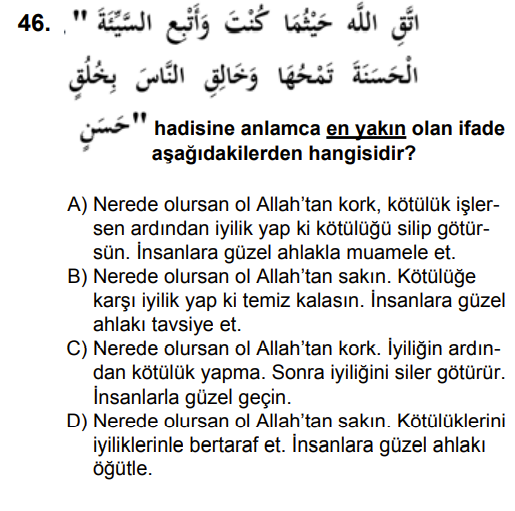 46. . " اتَّقِ اللَّه حَيْثُمَا كُنْتَ وَأَتْبِعِ السَّيِّئَةَ
الْحَسَنَةَ تَمْحُهَا وَخَالِقِ النَّاسَ بِخُلُقٍ
حَسَنٍ" hadisine anlamca en yakın olan ifade
aşağıdakilerden hangisidir?
A) Nerede olursan ol Allah’tan kork, kötülük işler-
sen ardından iyilik yap ki kötülüğü silip götür-
sün. İnsanlara güzel ahlakla muamele et.
B) Nerede olursan ol Allah’tan sakın. Kötülüğe
karşı iyilik yap ki temiz kalasın. İnsanlara güzel
ahlakı tavsiye et.
C) Nerede olursan ol Allah’tan kork. İyiliğin ardın-
dan kötülük yapma. Sonra iyiliğini siler götürür.
İnsanlarla güzel geçin.
D) Nerede olursan ol Allah’tan sakın. Kötülüklerini
iyiliklerinle bertaraf et. İnsanlara güzel ahlakı
öğütle.